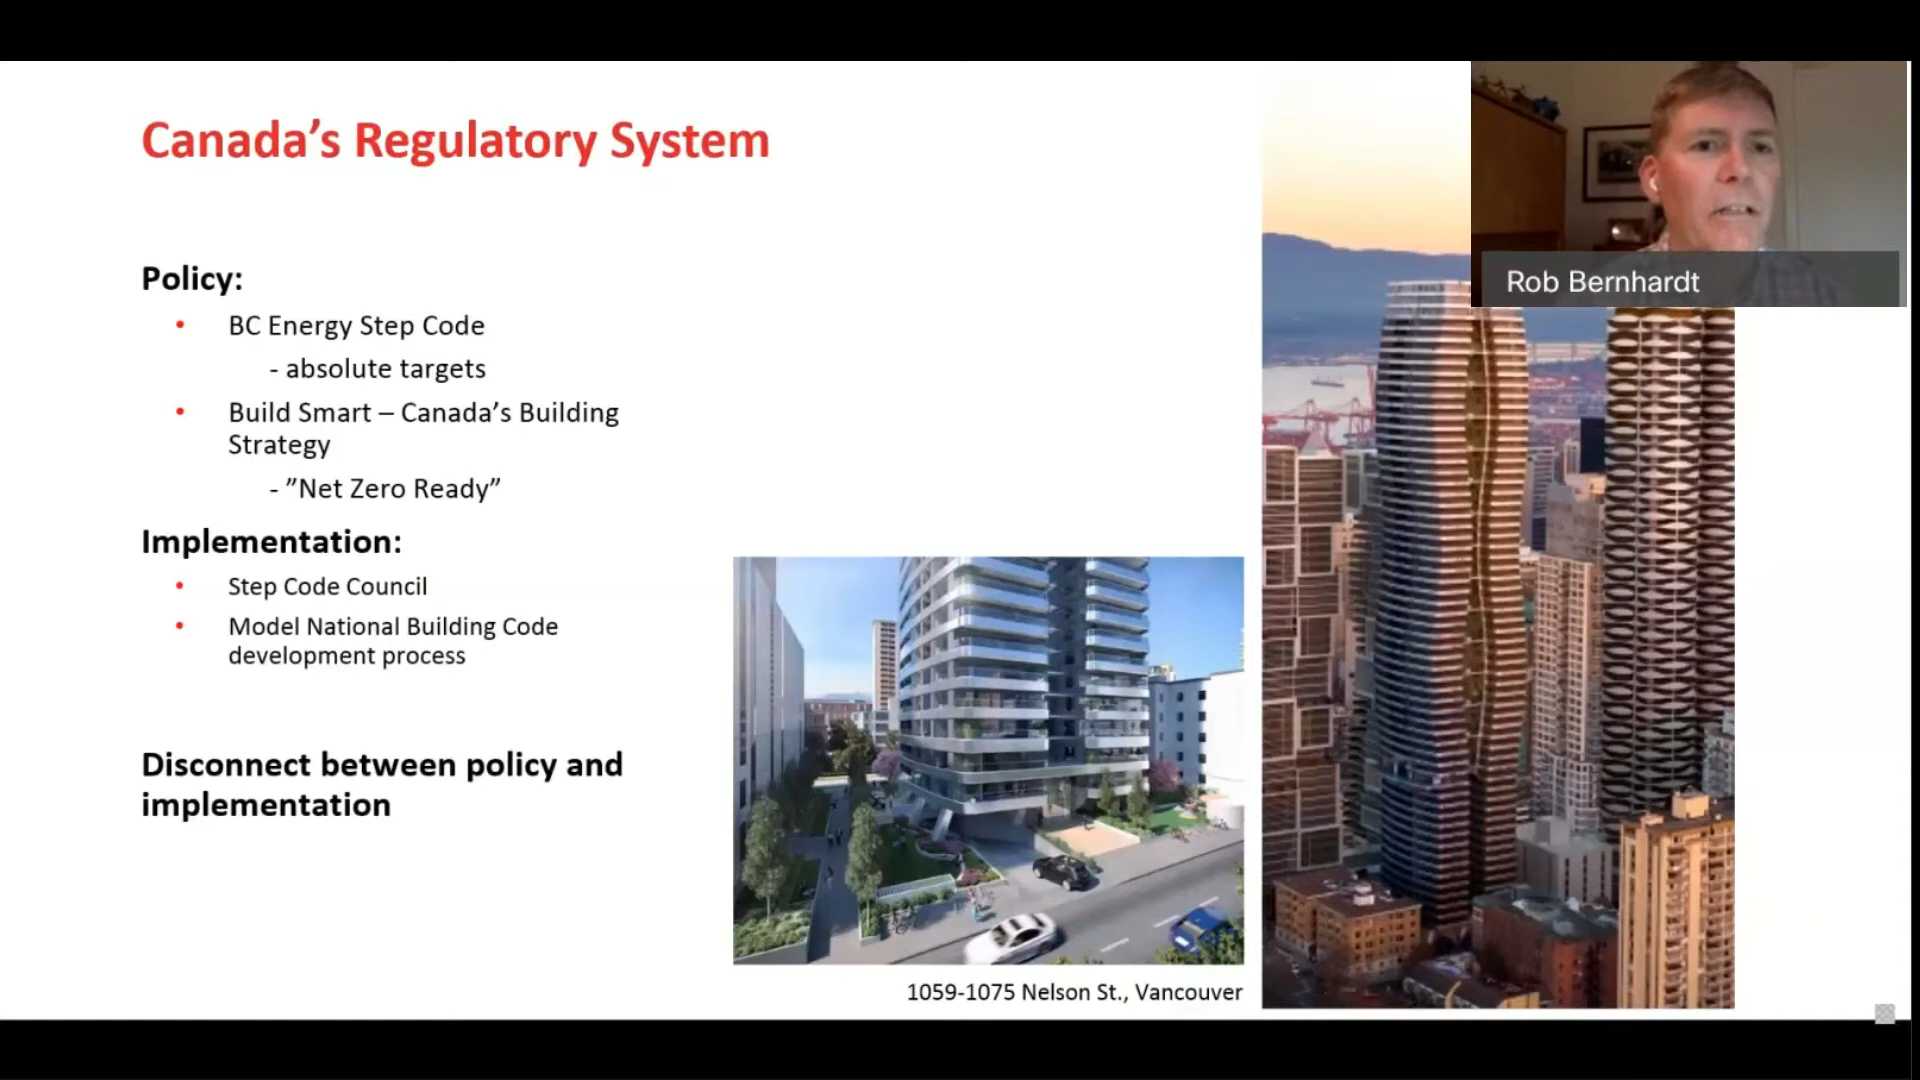 Canada’s Regulatory System
Rob Bernhardt
Policy:
• BC Energy Step Code
- absolute targets
• Build Smart – Canada’s Building
Strategy
- ”Net Zero Ready”
Implementation:
• Step Code Council
• Model National Building Code
development process
Disconnect between policy and
implementation
1059-1075 Nelson St., Vancouver